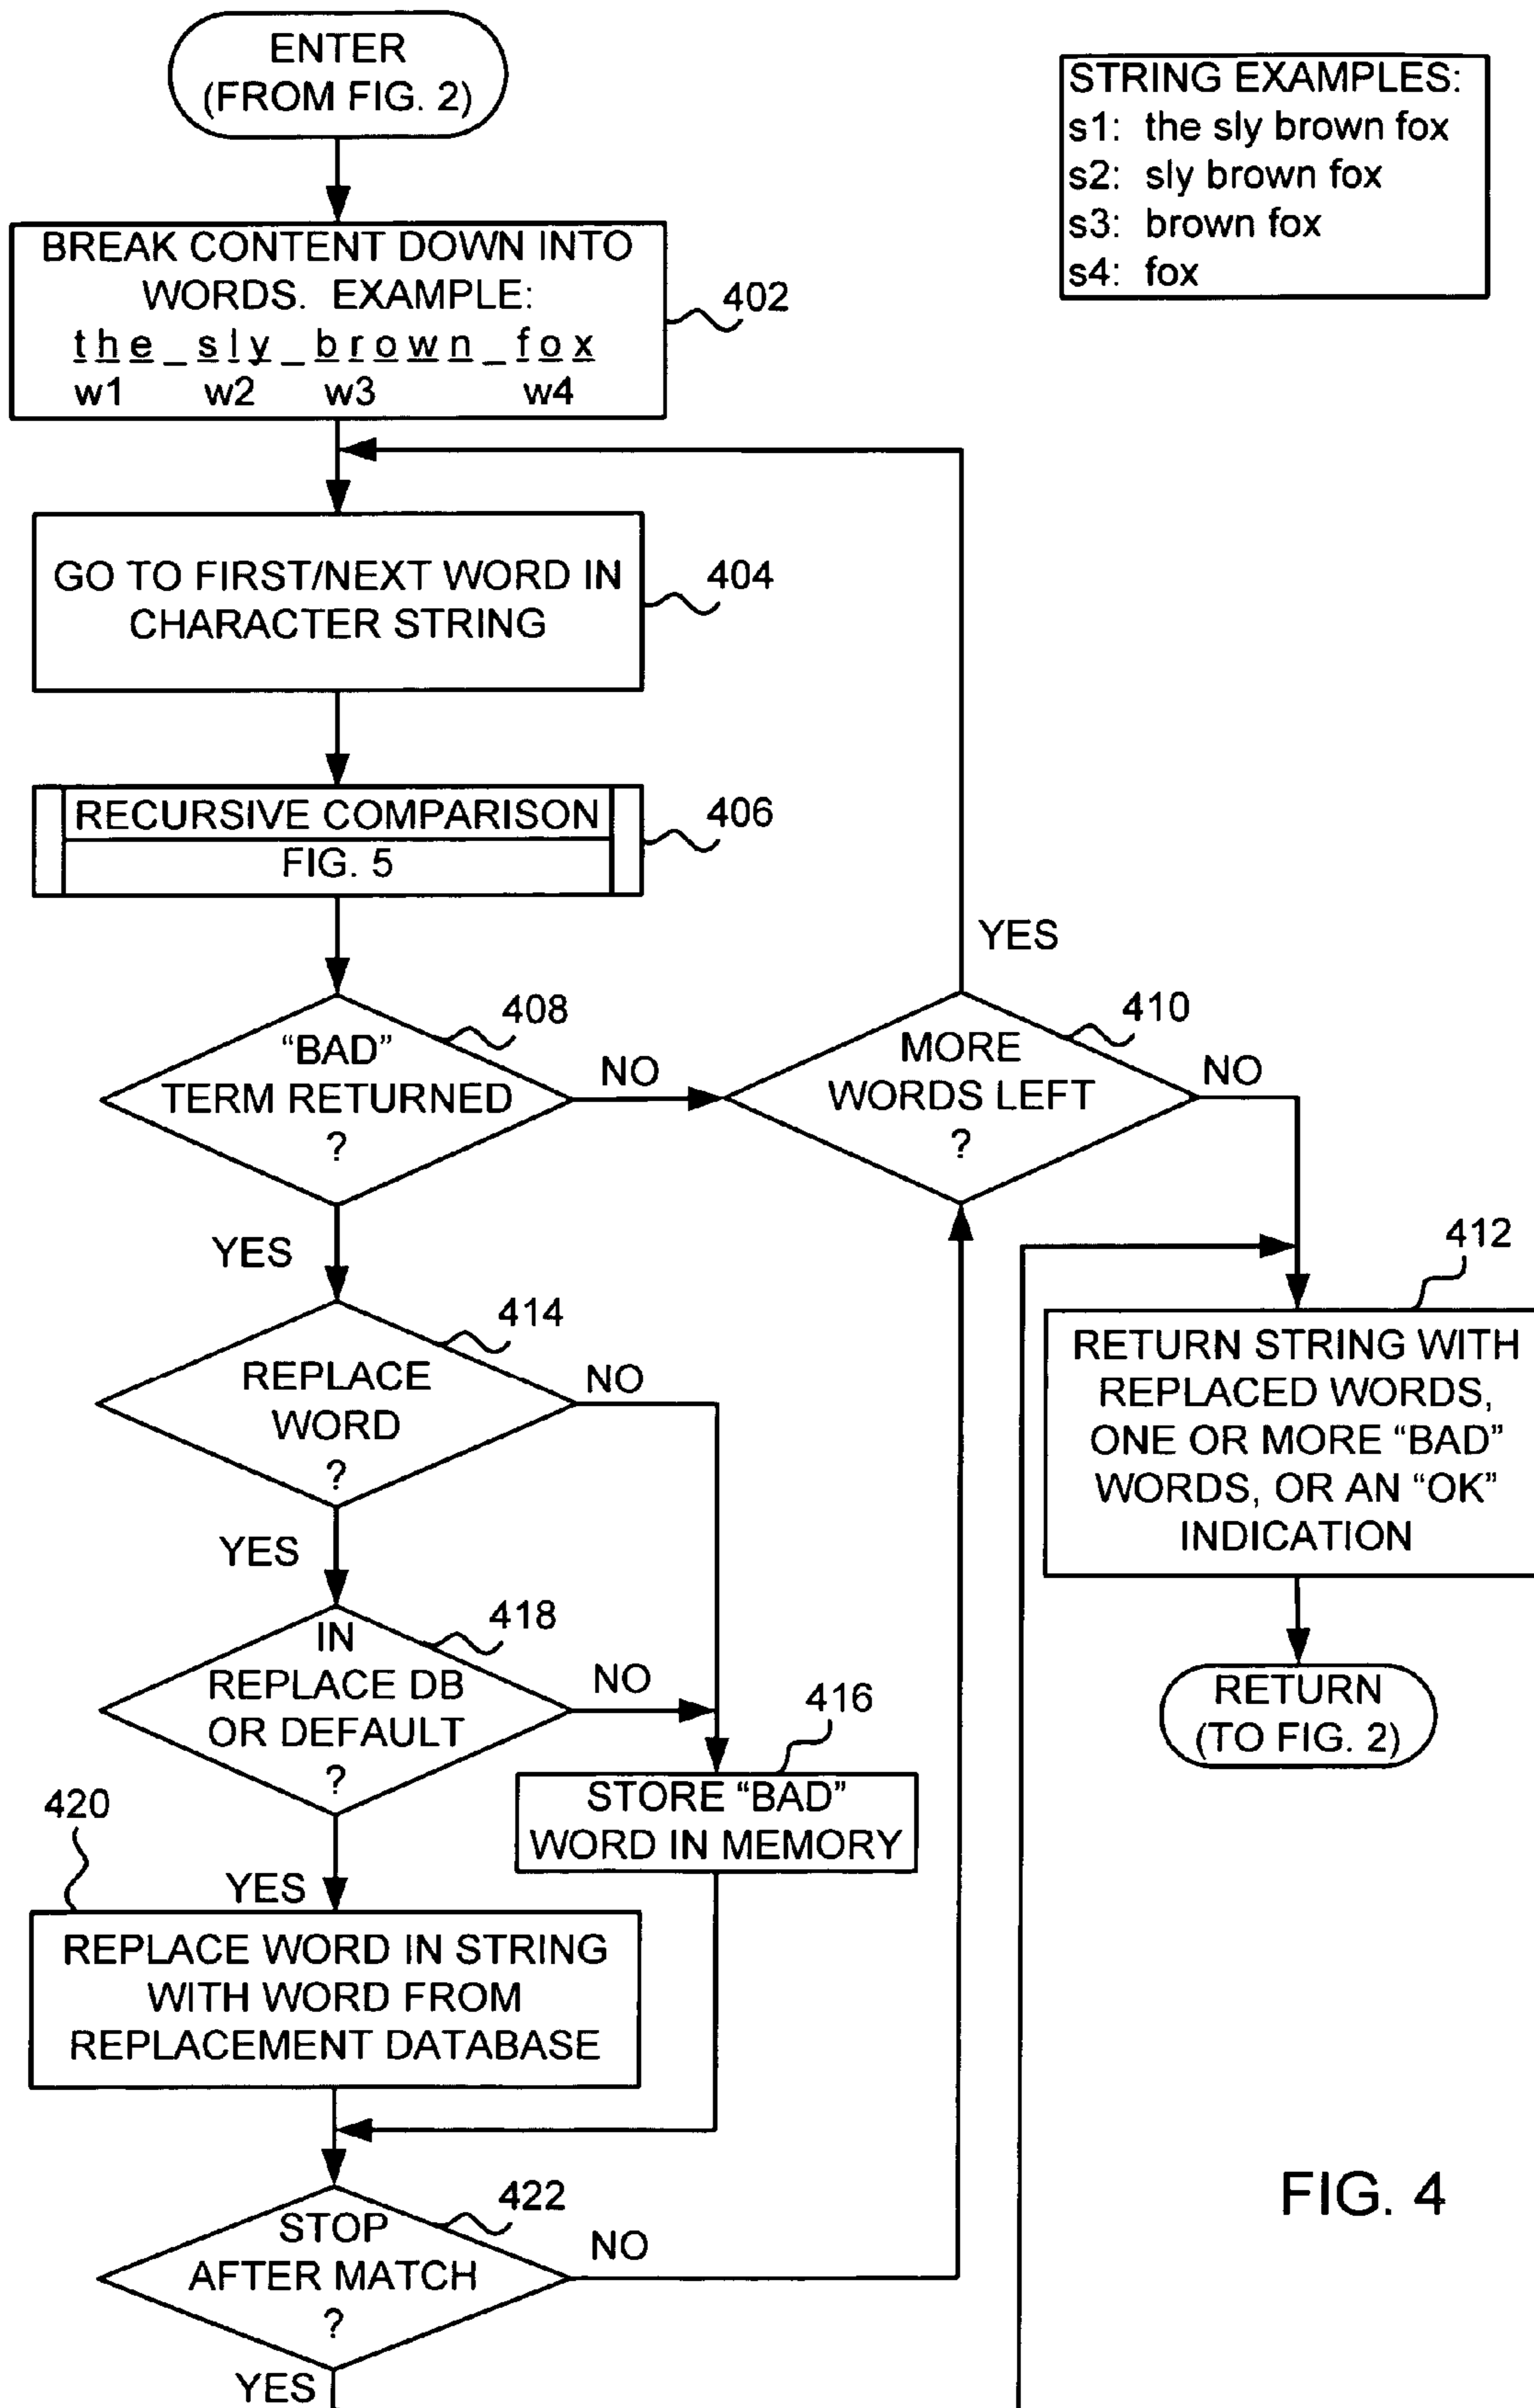 ENTER
(FROM FIG. 2)
STRING EXAMPLES:
s1: the sly brown fox
s2: sly brown fox
s3: brown fox
s4: fox
BREAK CONTENT DOWN INTO
WORDS. EXAMPLE:
the_sly_brown_fox
w1 w2 w3 w4
402
GO TO FIRST/NEXT WORD IN
CHARACTER STRING
404
RECURSIVE COMPARISON
FIG. 5
406
“BAD”
TERM RETURNED
?
408
NO
YES
MORE
WORDS LEFT
?
410
YES
NO
412
RETURN STRING WITH
REPLACED WORDS,
ONE OR MORE “BAD”
WORDS, OR AN “OK”
INDICATION
RETURN
(TO FIG. 2)
REPLACE
WORD
?
414
NO
YES
IN
REPLACE DB
OR DEFAULT
?
418
NO
YES
416
STORE “BAD”
WORD IN MEMORY
420
REPLACE WORD IN STRING
WITH WORD FROM
REPLACEMENT DATABASE
STOP
AFTER MATCH
?
422
NO
YES
FIG. 4